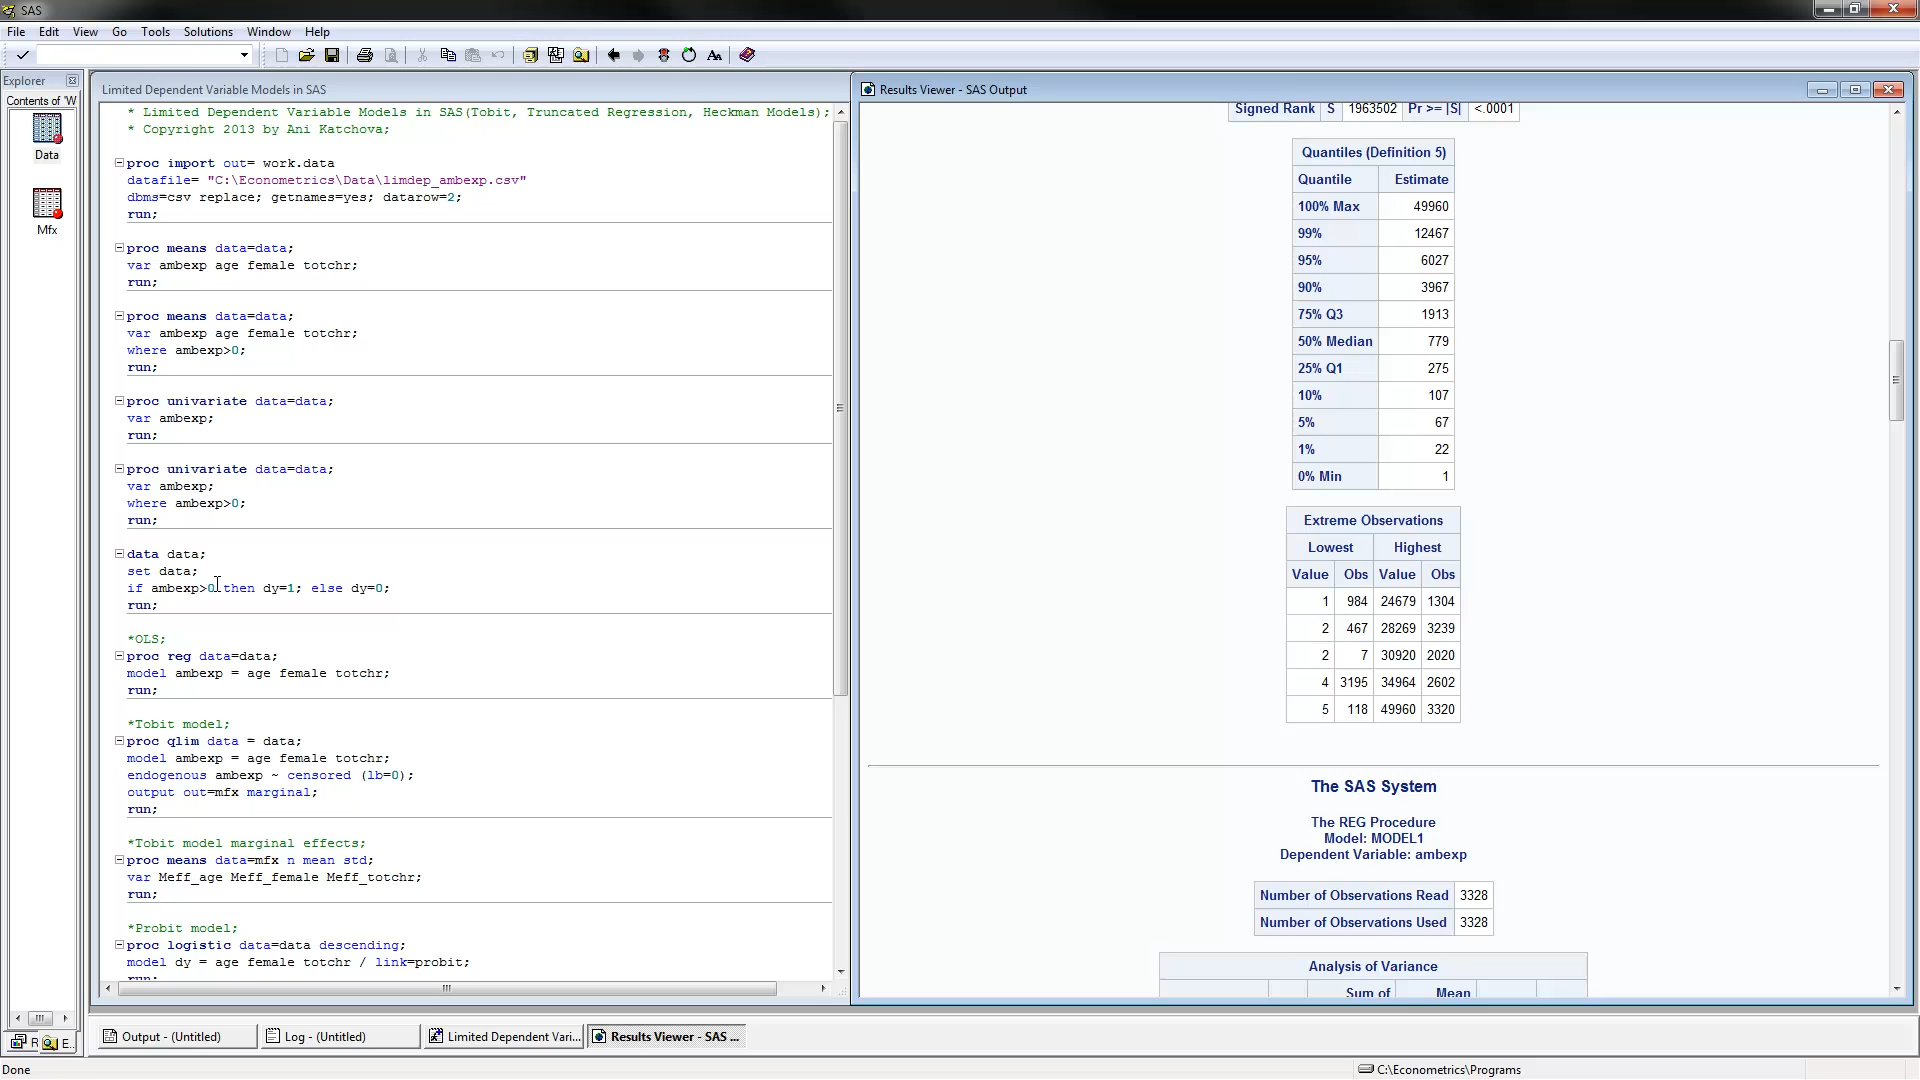 SAS
File Edit View Go Tools Solutions Window Help
Explorer
Contents of 'W
Data
Mfx
Limited Dependent Variable Models in SAS
* Limited Dependent Variable Models in SAS(Tobit, Truncated Regression, Heckman Models);
* Copyright 2013 by Ani Katchova;
proc import out= work.data
datafile= "C:\Econometrics\Data\limdep_ambexp.csv"
dbms=csv replace; getnames=yes; datarow=2;
run;
proc means data=data;
var ambexp age female totchr;
run;
proc means data=data;
var ambexp age female totchr;
where ambexp>0;
run;
proc univariate data=data;
var ambexp;
run;
proc univariate data=data;
var ambexp;
where ambexp>0;
run;
data data;
set data;
if ambexp>0 then dy=1; else dy=0;
run;
*OLS;
proc reg data=data;
model ambexp = age female totchr;
run;
*Tobit model;
proc qlim data = data;
model ambexp = age female totchr;
endogenous ambexp ~ censored (lb=0);
output out=mfx marginal;
run;
*Tobit model marginal effects;
proc means data=mfx n mean std;
var Meff_age Meff_female Meff_totchr;
run;
*Probit model;
proc logistic data=data descending;
model dy = age female totchr / link=probit;
run;
Results Viewer - SAS Output
Signed Rank S 1963502 Pr >= |S| <.0001
Quantiles (Definition 5)
Quantile Estimate
100% Max 49960
99% 12467
95% 6027
90% 3967
75% Q3 1913
50% Median 779
25% Q1 275
10% 107
5% 67
1% 22
0% Min 1
Extreme Observations
Lowest Highest
Value Obs Value Obs
1 984 24679 1304
2 467 28269 3239
2 7 30920 2020
4 3195 34964 2602
5 118 49960 3320
The SAS System
The REG Procedure
Model: MODEL1
Dependent Variable: ambexp
Number of Observations Read 3328
Number of Observations Used 3328
Analysis of Variance
Sum of Mean
R E...
Output - (Untitled) Log - (Untitled) Limited Dependent Vari... Results Viewer - SAS ...
Done C:\Econometrics\Programs